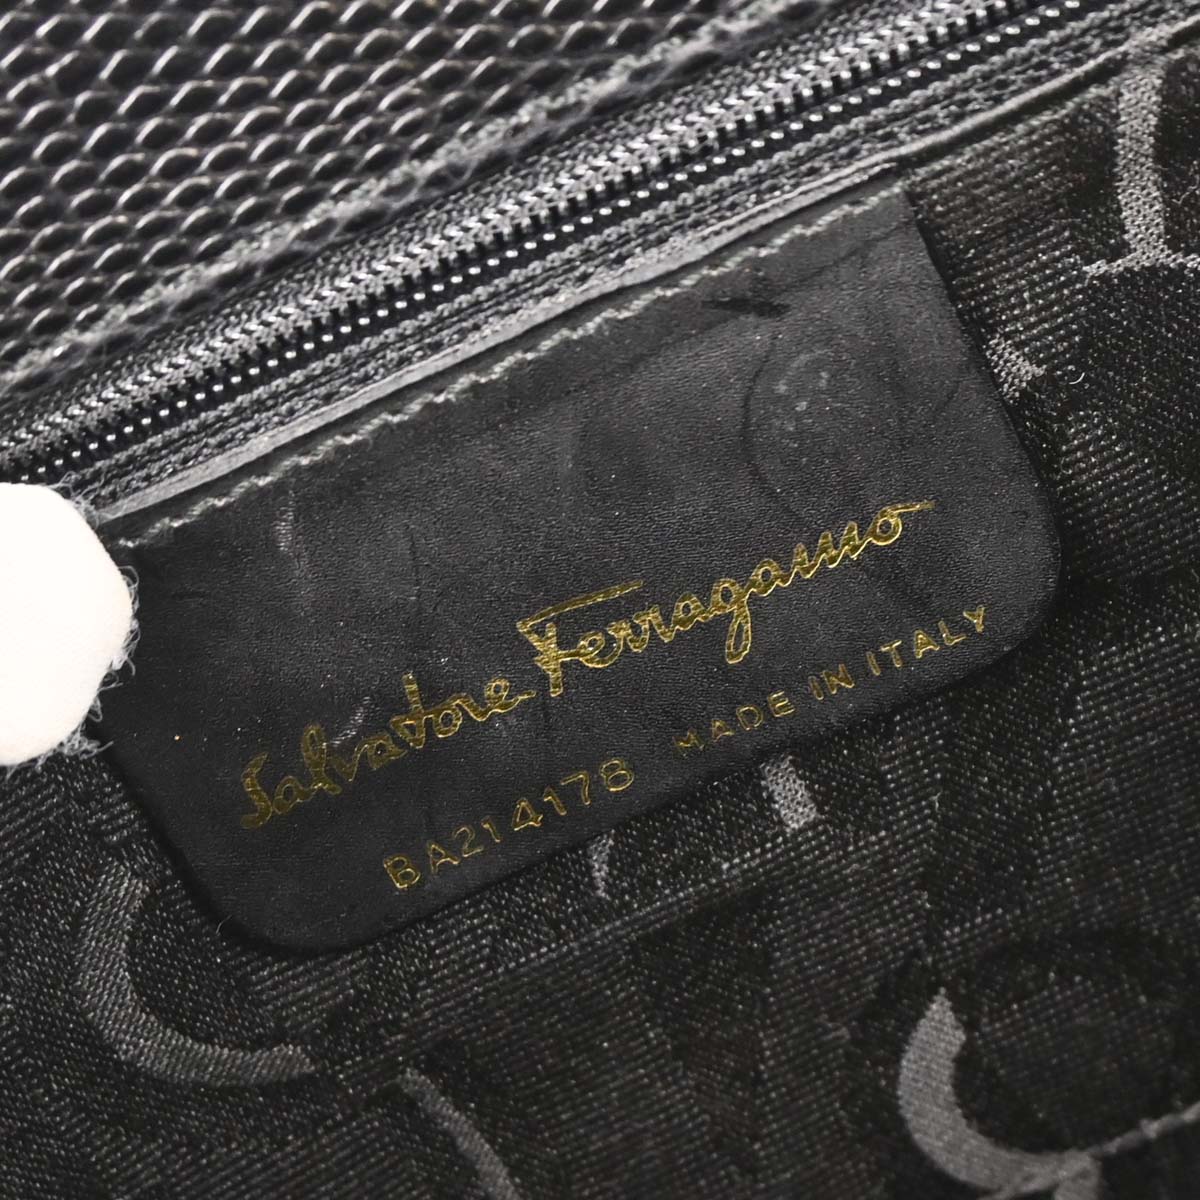 Salvatore Ferragamo
BA214178 MADE IN ITALY